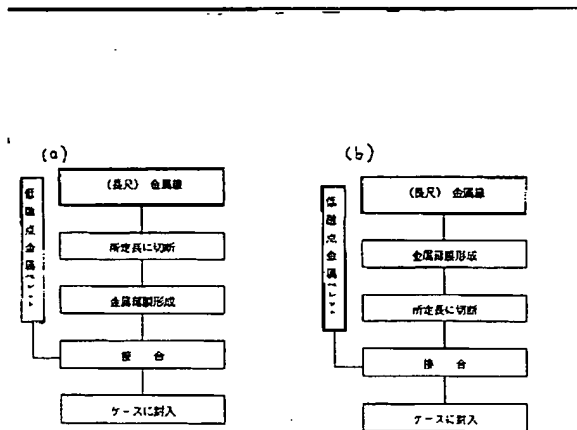 (a)
(長尺) 金属線
低融点金属ペレット
所定長に切断
金属薄膜形成
接 合
ケースに封入
(b)
(長尺) 金属線
低融点金属ペレット
金属薄膜形成
所定長に切断
接 合
ケースに封入